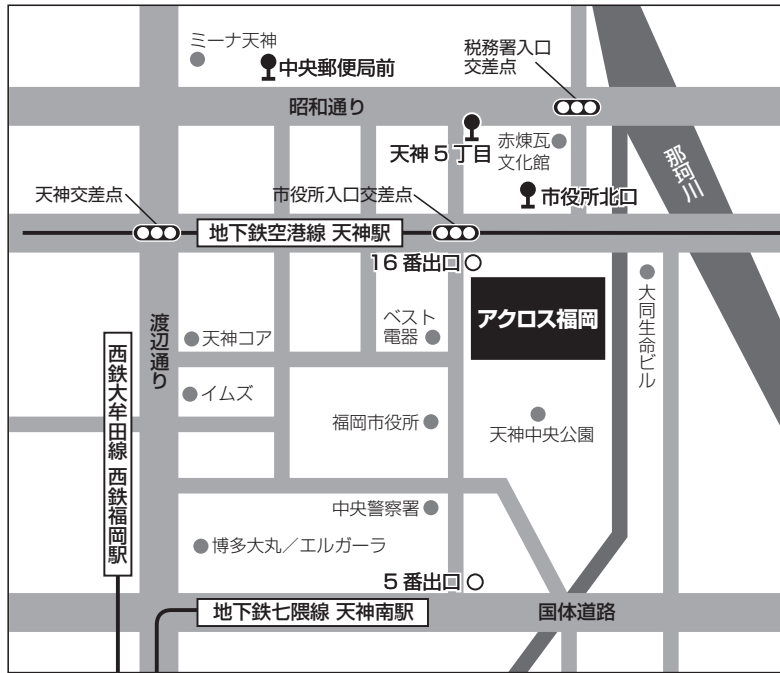 ミーナ天神
中央郵便局前
税務署入口
交差点
昭和通り
天神5丁目
赤煉瓦
文化館
那珂川
市役所北口
天神交差点
市役所入口交差点
地下鉄空港線 天神駅
16番出口
アクロス福岡
大同生命ビル
渡辺通り
天神コア
ベスト
電器
イムズ
西鉄大牟田線 西鉄福岡駅
福岡市役所
天神中央公園
中央警察署
博多大丸／エルガーラ
5番出口
地下鉄七隈線 天神南駅
国体道路